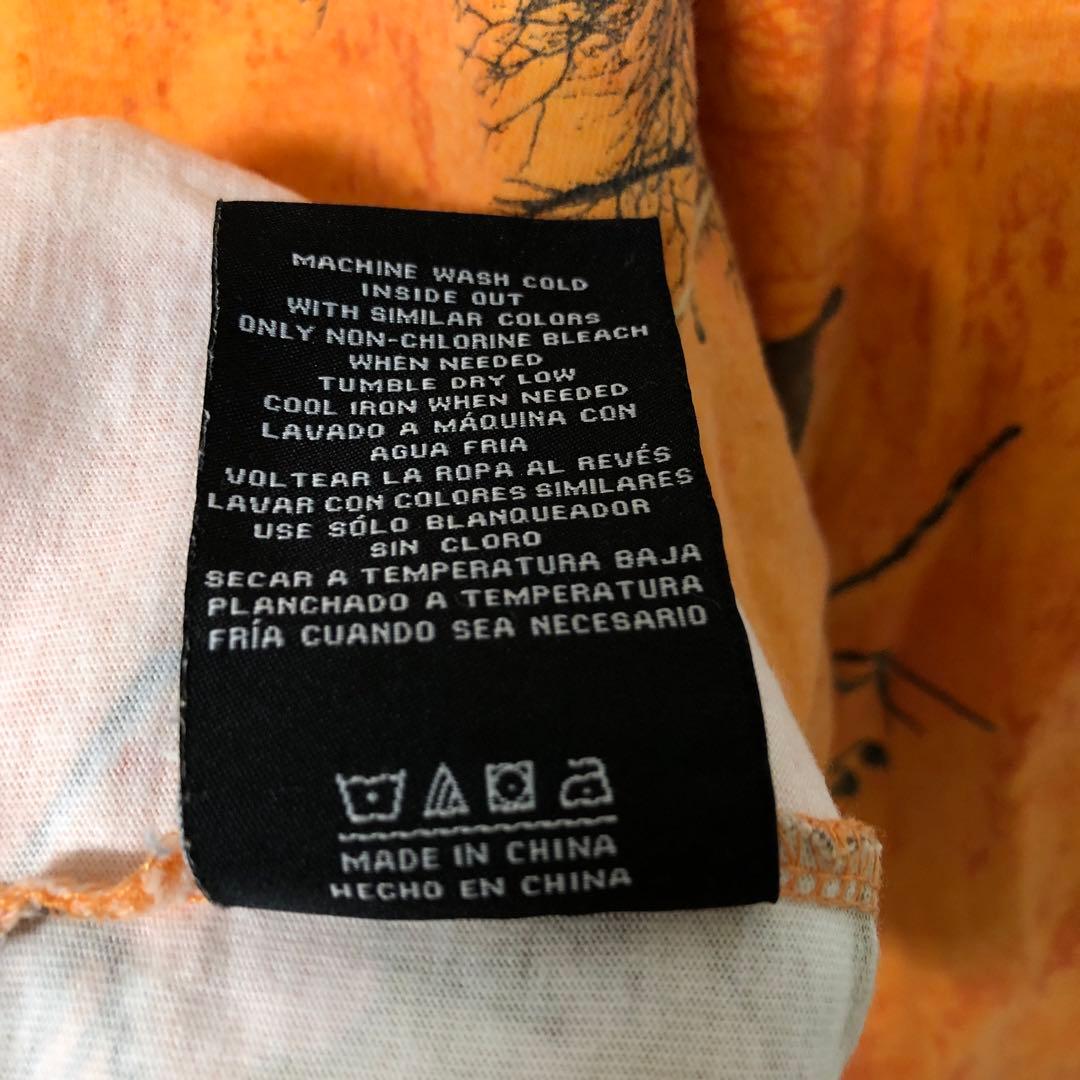 MACHINE WASH COLD
INSIDE OUT
WITH SIMILAR COLORS
ONLY NON-CHLORINE BLEACH
WHEN NEEDED
TUMBLE DRY LOW
COOL IRON WHEN NEEDED
LAVADO A MÁQUINA CON
AGUA FRIA
VOLTEAR LA ROPA AL REVÉS
LAVAR CON COLORES SIMILARES
USE SÓLO BLANQUEADOR
SIN CLORO
SECAR A TEMPERATURA BAJA
PLANCHADO A TEMPERATURA
FRÍA CUANDO SEA NECESARIO
MADE IN CHINA
HECHO EN CHINA